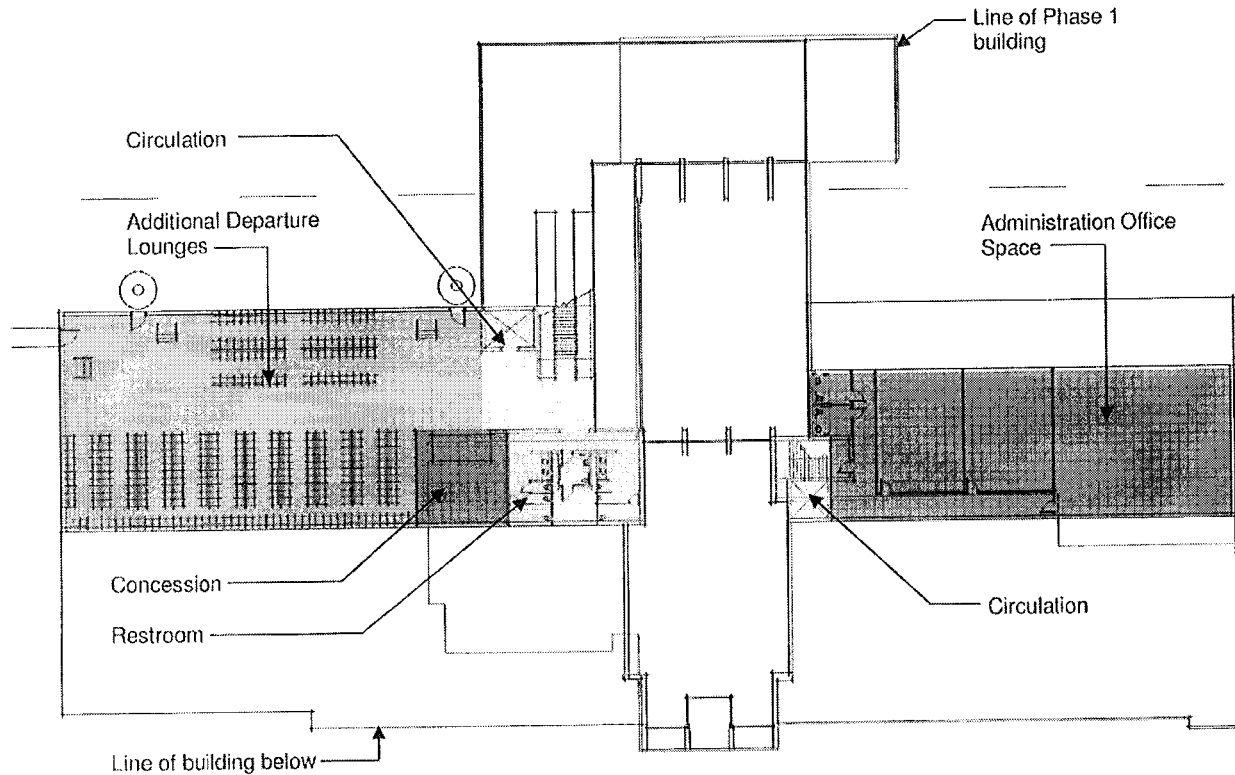 Line of Phase 1
building
Circulation
Additional Departure
Lounges
Administration Office
Space
Concession
Restroom
Circulation
Line of building below